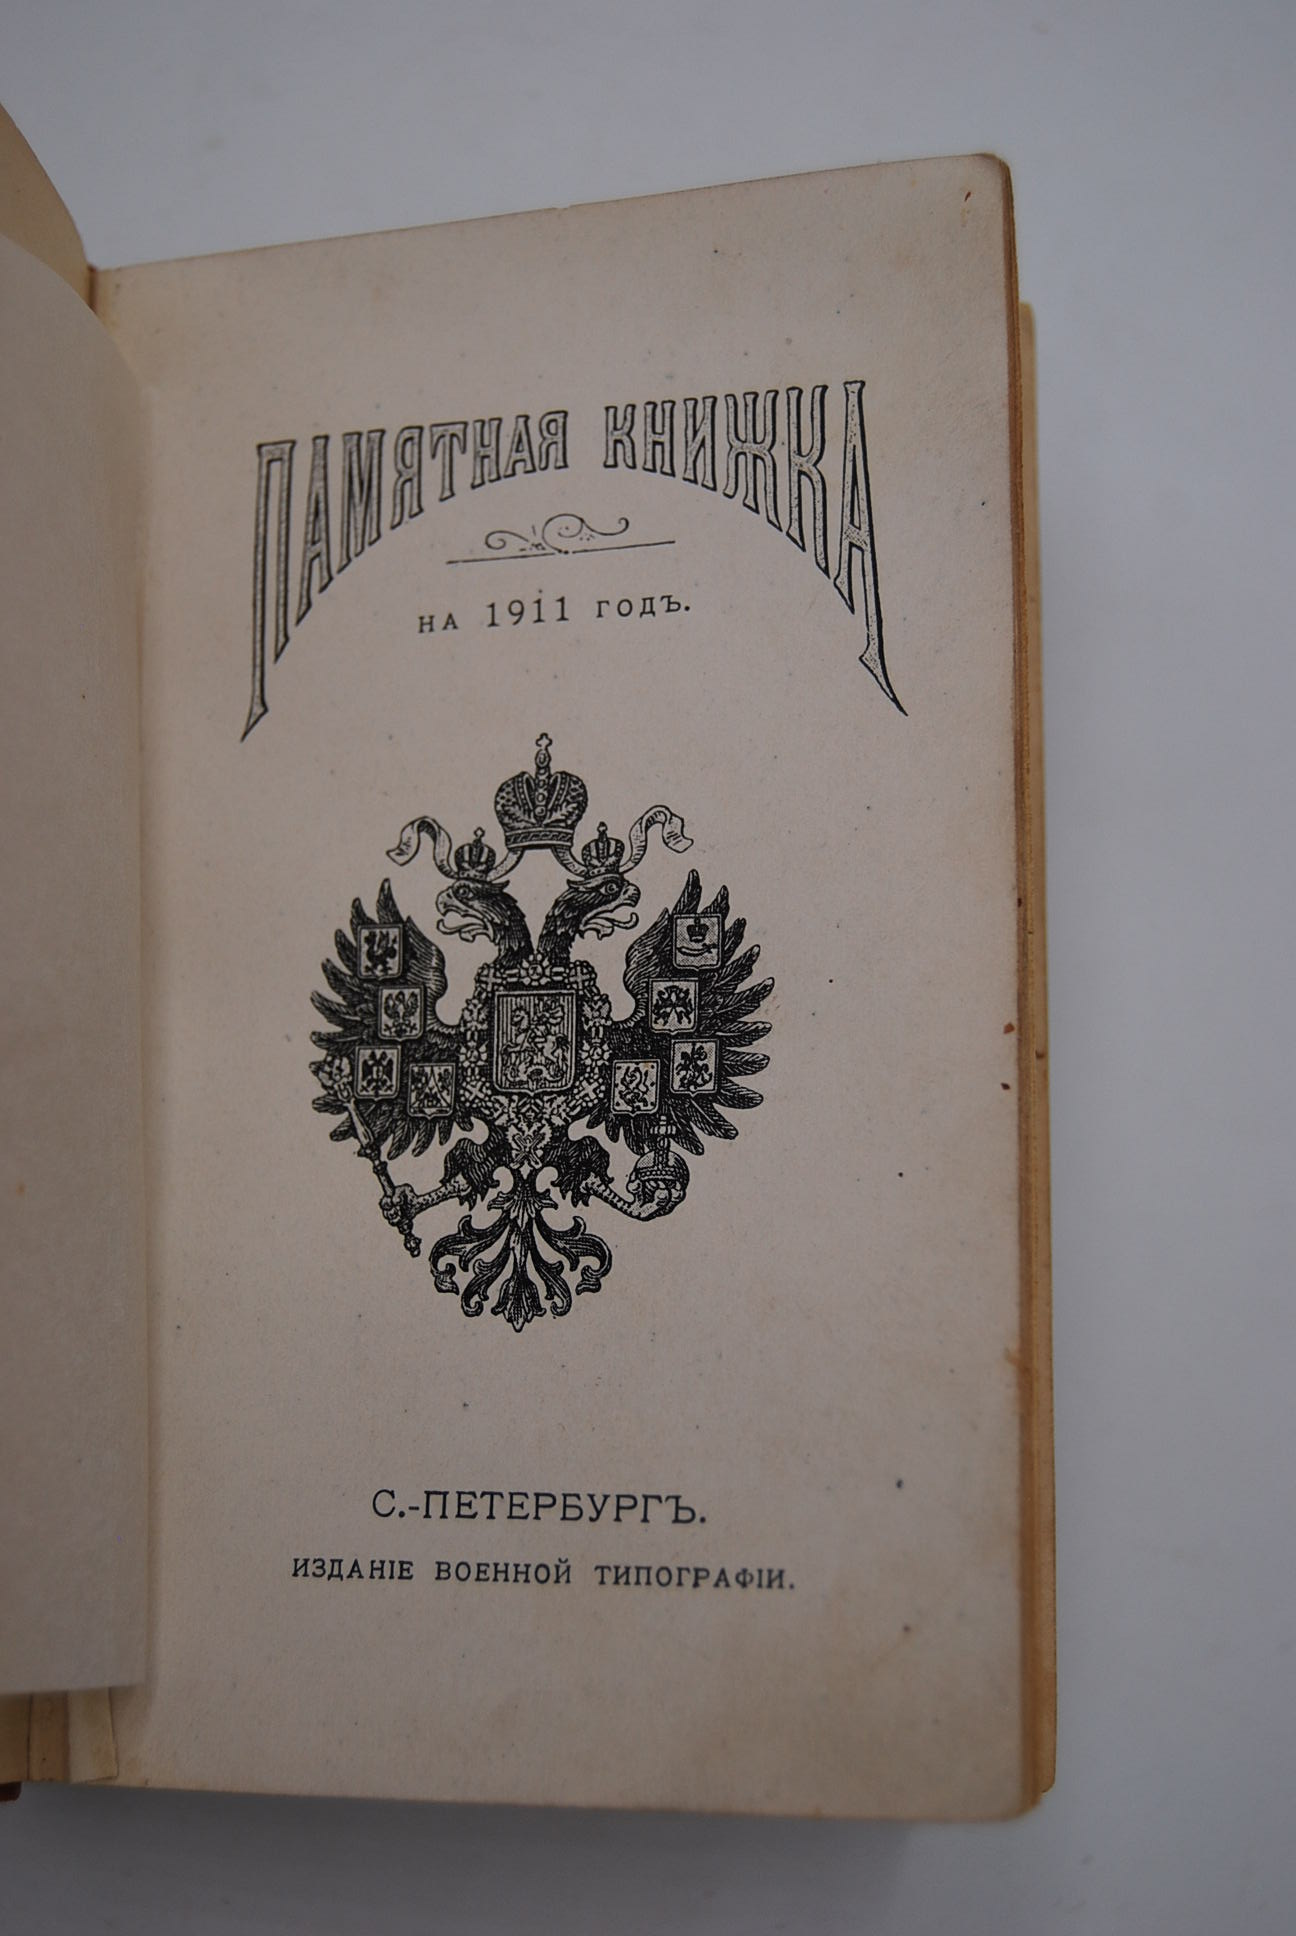 ПАМЯТНАЯ КНИЖКА
НА 1911 ГОДЪ.
С.-ПЕТЕРБУРГЪ.
ИЗДАНІЕ ВОЕННОЙ ТИПОГРАФІИ.